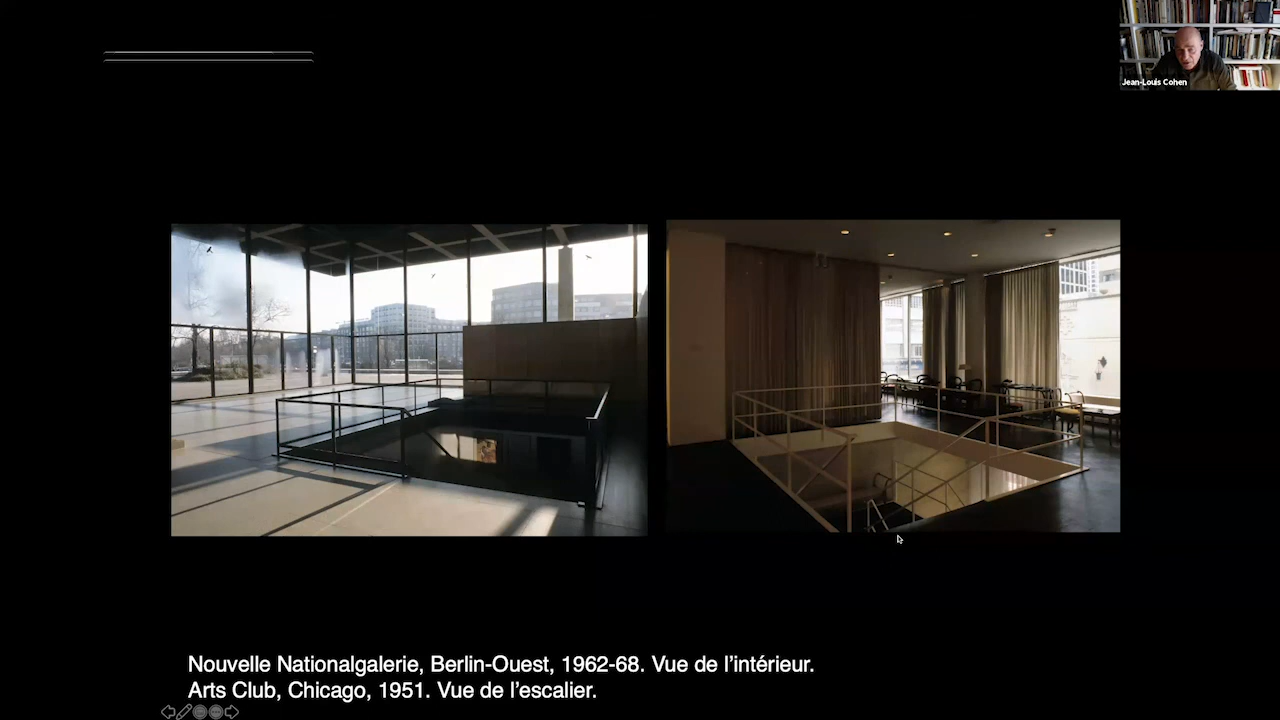 Jean-Louis Cohen
Nouvelle Nationalgalerie, Berlin-Ouest, 1962-68. Vue de l’intérieur.
Arts Club, Chicago, 1951. Vue de l’escalier.